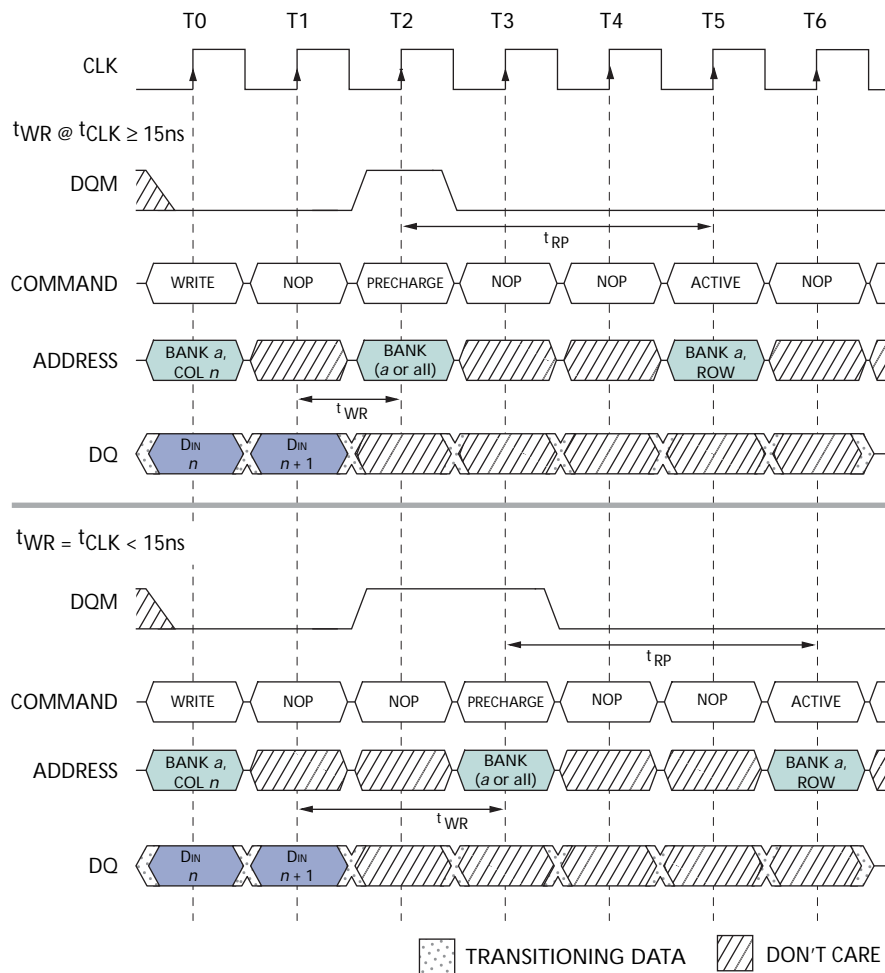 T0 T1 T2 T3 T4 T5 T6
CLK
tWR @ tCLK ≥ 15ns
DQM
tRP
COMMAND WRITE NOP PRECHARGE NOP NOP ACTIVE NOP
ADDRESS BANK a, COL n BANK (a or all) BANK a, ROW
tWR
DQ DIN n DIN n + 1
tWR = tCLK < 15ns
DQM
tRP
COMMAND WRITE NOP NOP PRECHARGE NOP NOP ACTIVE
ADDRESS BANK a, COL n BANK (a or all) BANK a, ROW
tWR
DQ DIN n DIN n + 1
TRANSITIONING DATA DON'T CARE